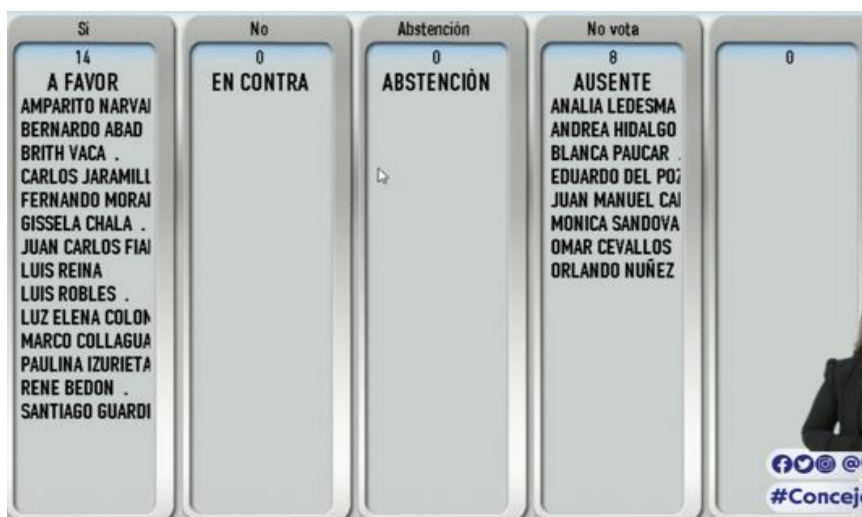 Si
14
A FAVOR
AMPARITO NARVAI
BERNARDO ABAD
BRITH VACA .
CARLOS JARAMILL
FERNANDO MORAI
GISSELA CHALA .
JUAN CARLOS FIAI
LUIS REINA
LUIS ROBLES .
LUZ ELENA COLON
MARCO COLLAGUA
PAULINA IZURIETA
RENE BEDON .
SANTIAGO GUARDI
No
0
EN CONTRA
Abstención
0
ABSTENCIÒN
No vota
8
AUSENTE
ANALIA LEDESMA
ANDREA HIDALGO
BLANCA PAUCAR .
EDUARDO DEL POZ
JUAN MANUEL CAI
MONICA SANDOVA
OMAR CEVALLOS
ORLANDO NUÑEZ
0
@
#Concejo